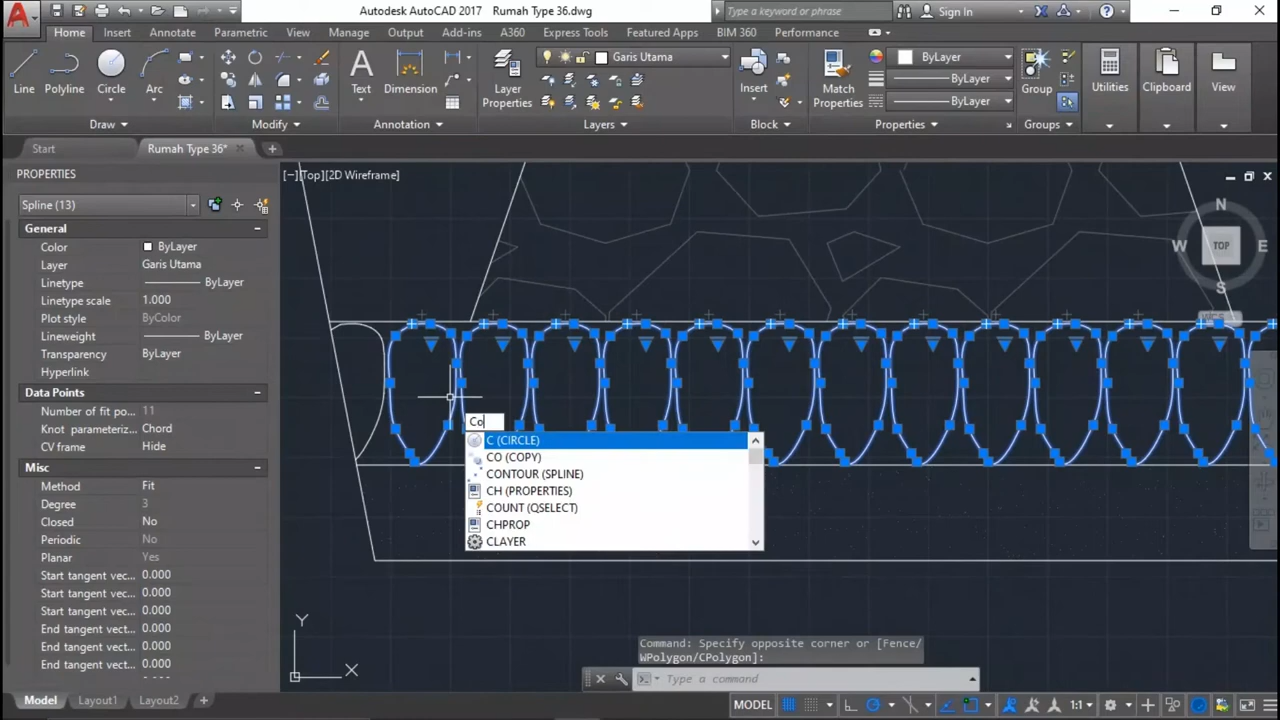 Autodesk AutoCAD 2017 Rumah Type 36.dwg
Type a keyword or phrase
Sign In
Home Insert Annotate Parametric View Manage Output Add-ins A360 Express Tools Featured Apps BIM 360 Performance
Line Polyline Circle Arc
Text Dimension
Layer Properties
Garis Utama
Insert
Match Properties
ByLayer
ByLayer
ByLayer
Group
Utilities
Clipboard
View
Draw Modify Annotation Layers Block Properties Groups
Start
Rumah Type 36*
PROPERTIES
[−][Top][2D Wireframe]
Spline (13)
General
Color ByLayer
Layer Garis Utama
Linetype ByLayer
Linetype scale 1.000
Plot style ByColor
Lineweight ByLayer
Transparency ByLayer
Hyperlink
Data Points
Number of fit po... 11
Knot parameteriz... Chord
CV frame Hide
Misc
Method Fit
Degree 3
Closed No
Periodic No
Planar Yes
Start tangent vec... 0.000
Start tangent vec... 0.000
Start tangent vec... 0.000
End tangent vect... 0.000
End tangent vect... 0.000
End tangent vect... 0.000
N
W TOP E
S
WCS
Co
C (CIRCLE)
CO (COPY)
CONTOUR (SPLINE)
CH (PROPERTIES)
COUNT (QSELECT)
CHPROP
CLAYER
Y
X
Command: Specify opposite corner or [Fence/
WPolygon/CPolygon]:
Type a command
Model Layout1 Layout2
MODEL
1:1